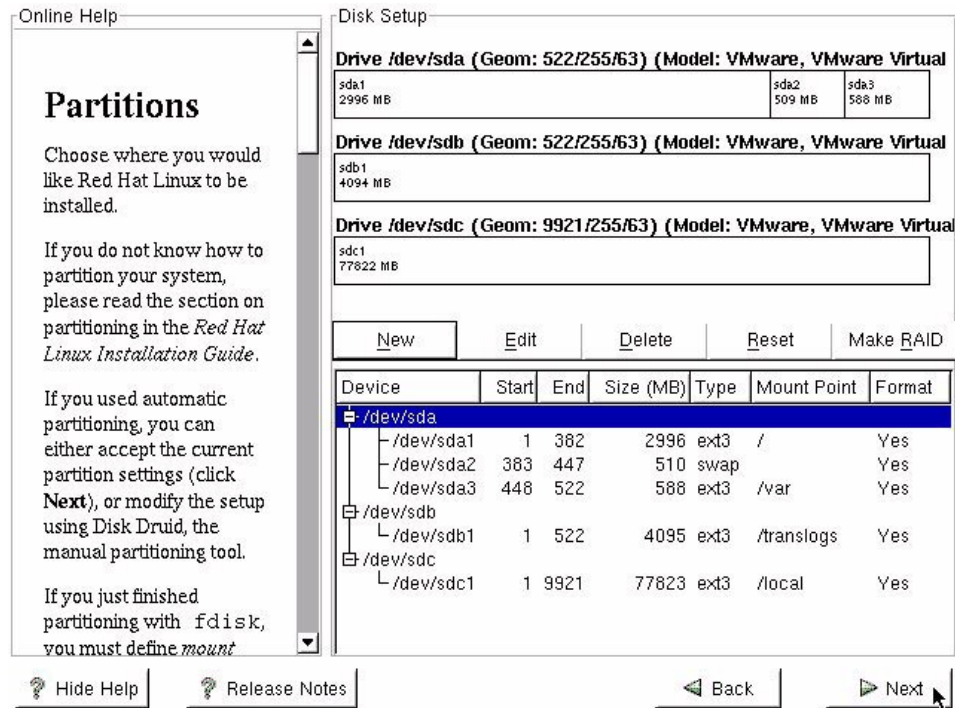 Online Help
Partitions
Choose where you would
like Red Hat Linux to be
installed.
If you do not know how to
partition your system,
please read the section on
partitioning in the Red Hat
Linux Installation Guide.
If you used automatic
partitioning, you can
either accept the current
partition settings (click
Next), or modify the setup
using Disk Druid, the
manual partitioning tool.
If you just finished
partitioning with fdisk,
you must define mount
Disk Setup
Drive /dev/sda (Geom: 522/255/63) (Model: VMware, VMware Virtual
sda1 sda2 sda3
2996 MB 509 MB 588 MB
Drive /dev/sdb (Geom: 522/255/63) (Model: VMware, VMware Virtual
sdb1
4094 MB
Drive /dev/sdc (Geom: 9921/255/63) (Model: VMware, VMware Virtual
sdc1
77822 MB
New Edit Delete Reset Make RAID
Device Start End Size (MB) Type Mount Point Format
/dev/sda
/dev/sda1 1 382 2996 ext3 / Yes
/dev/sda2 383 447 510 swap Yes
/dev/sda3 448 522 588 ext3 /var Yes
/dev/sdb
/dev/sdb1 1 522 4095 ext3 /translogs Yes
/dev/sdc
/dev/sdc1 1 9921 77823 ext3 /local Yes
Hide Help Release Notes Back Next